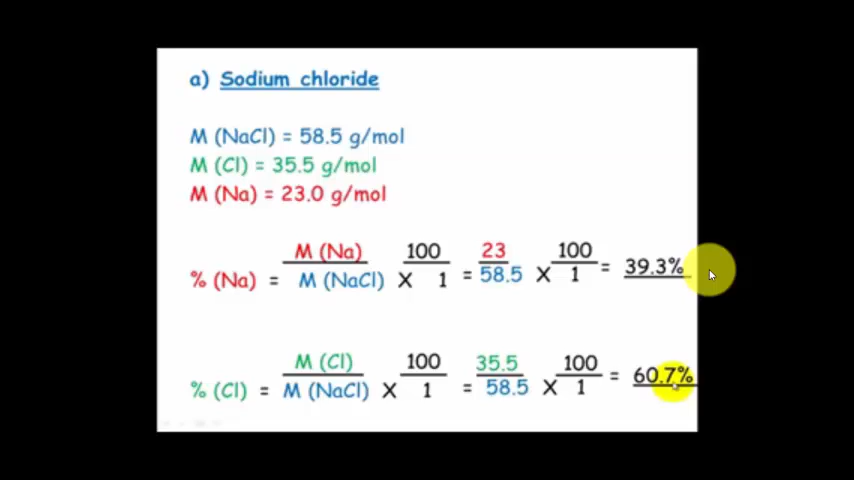 a) Sodium chloride
M (NaCl) = 58.5 g/mol
M (Cl) = 35.5 g/mol
M (Na) = 23.0 g/mol
M (Na) 100 23 100
% (Na) = M (NaCl) X 1 = 58.5 X 1 = 39.3%
M (Cl) 100 35.5 100
% (Cl) = M (NaCl) X 1 = 58.5 X 1 = 60.7%